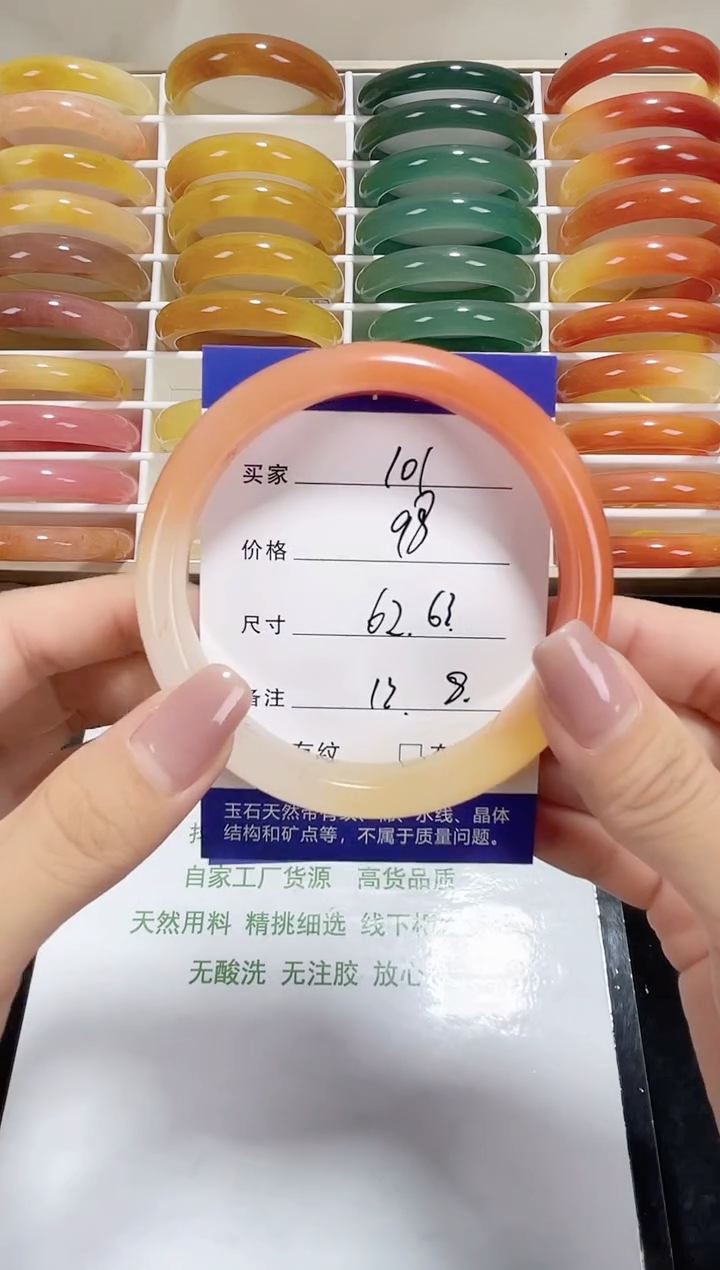 买家 101
价格 98
尺寸 62. 63.
备注 12. 8.
有纹
玉石天然带有 水线、晶体
结构和矿点等，不属于质量问题。
自家工厂货源 高货品质
天然用料 精挑细选 线下
无酸洗 无注胶 放心